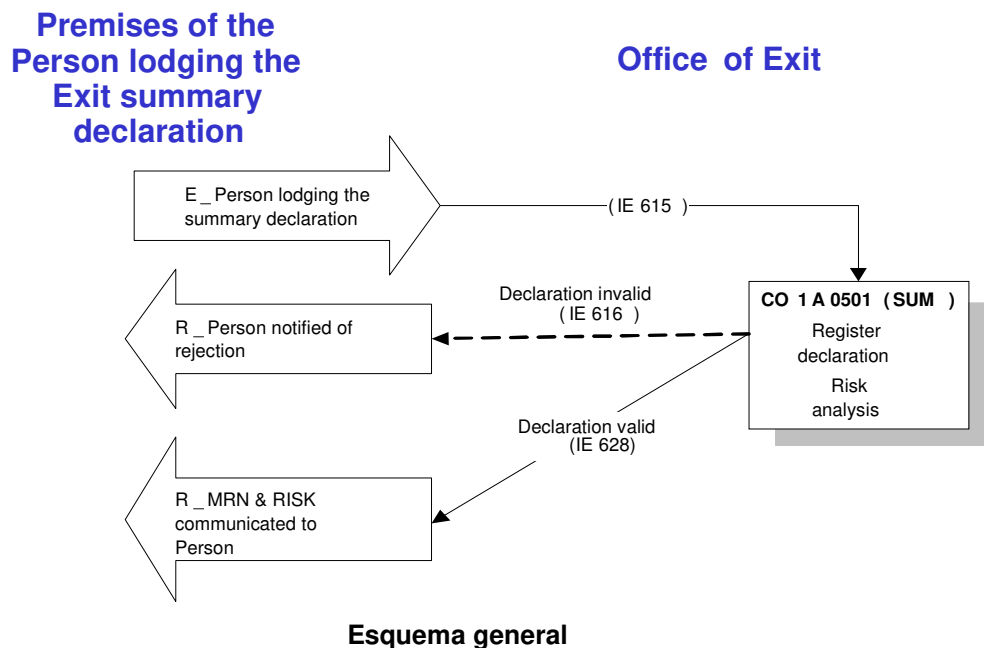 Premises of the
Person lodging the
Exit summary
declaration
Office of Exit
E _ Person lodging the
summary declaration
(IE 615 )
Declaration invalid
(IE 616 )
R _ Person notified of
rejection
CO 1 A 0501 (SUM )
Register
declaration
Risk
analysis
Declaration valid
(IE 628)
R _ MRN & RISK
communicated to
Person
Esquema general